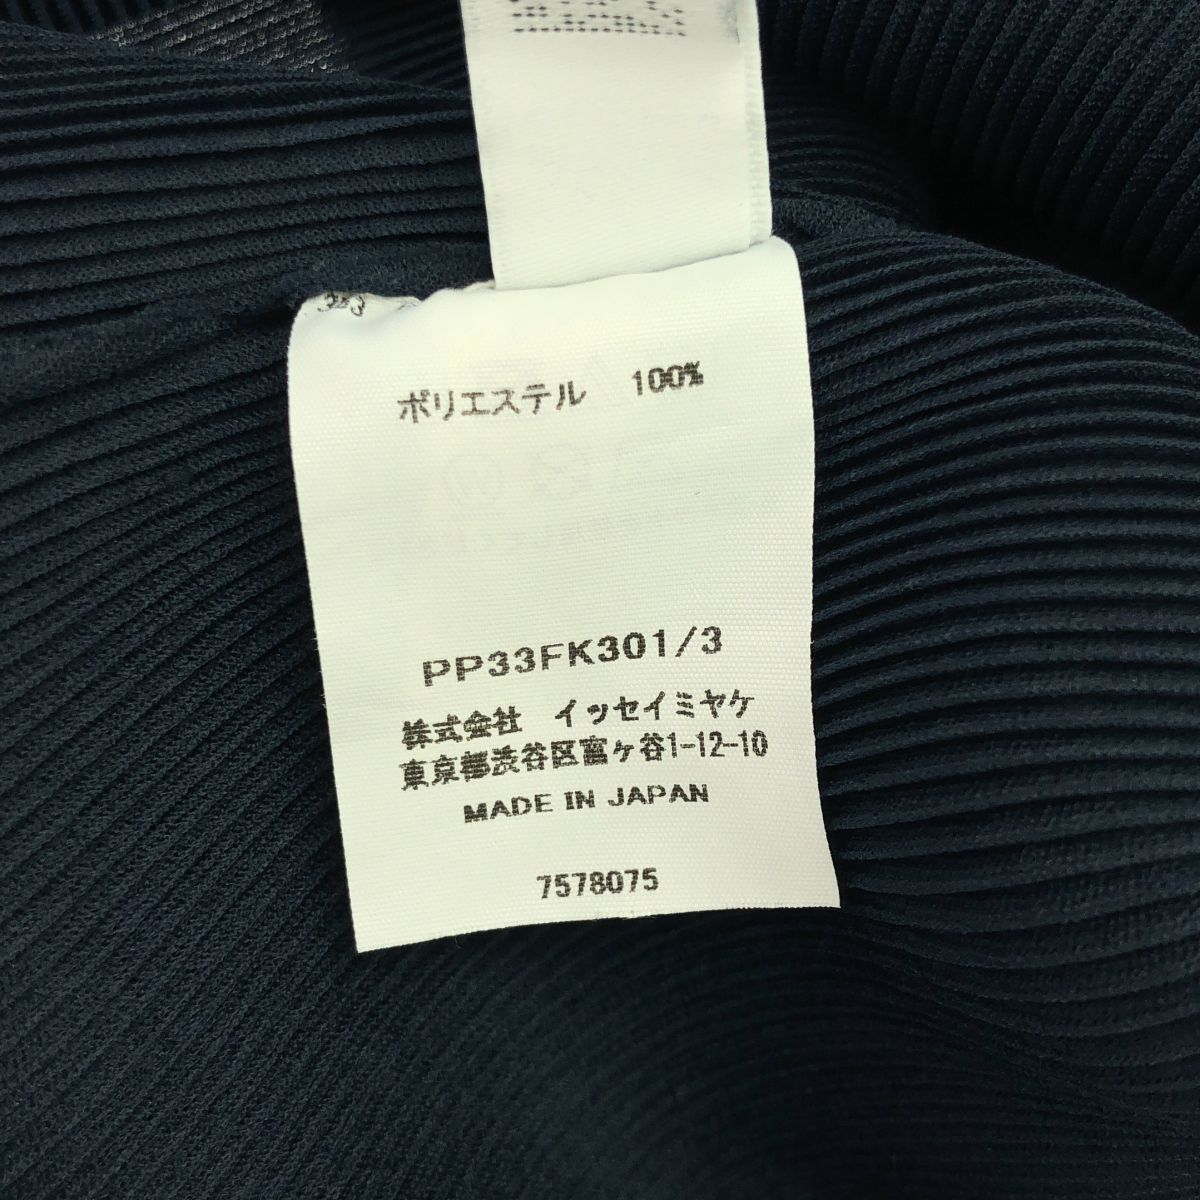 ポリエステル 100%
PP33FK301/3
株式会社 イッセイミヤケ
東京都渋谷区富ヶ谷1-12-10
MADE IN JAPAN
7578075